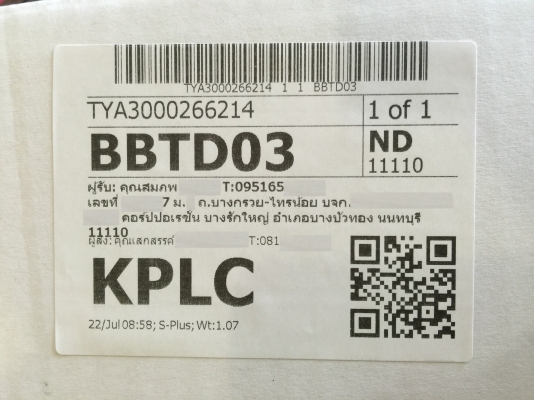 TYA3000266214 1 1 BBTD03
TYA3000266214 1 of 1
BBTD03 ND
11110
ผู้รับ: คุณสมภพ T:095165
เลขที่ 7 ม. ถ.บางกรวย-ไทรน้อย บจก.
คอร์ปปอเรชั่น บางรักใหญ่ อำเภอบางบัวทอง นนทบุรี
11110
ผู้ส่ง: คุณเสกสรรค์ T:081
KPLC
22/Jul 08:58; S-Plus; Wt:1.07